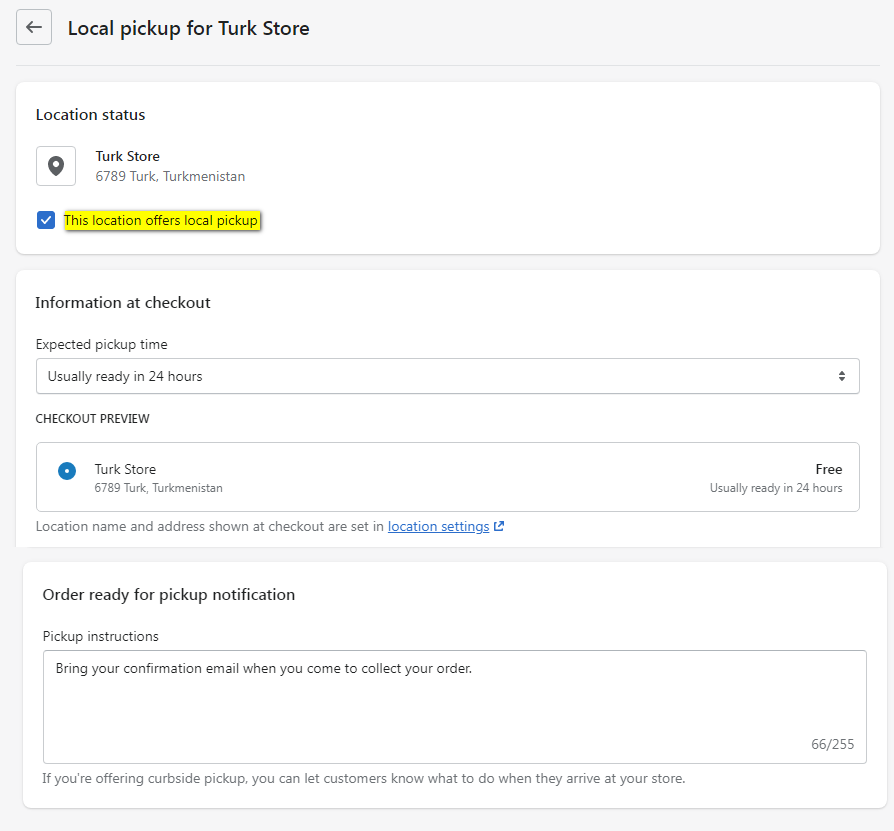 Local pickup for Turk Store
Location status
Turk Store
6789 Turk, Turkmenistan
This location offers local pickup
Information at checkout
Expected pickup time
Usually ready in 24 hours
CHECKOUT PREVIEW
Turk Store Free
6789 Turk, Turkmenistan Usually ready in 24 hours
Location name and address shown at checkout are set in location settings
Order ready for pickup notification
Pickup instructions
Bring your confirmation email when you come to collect your order.
66/255
If you're offering curbside pickup, you can let customers know what to do when they arrive at your store.